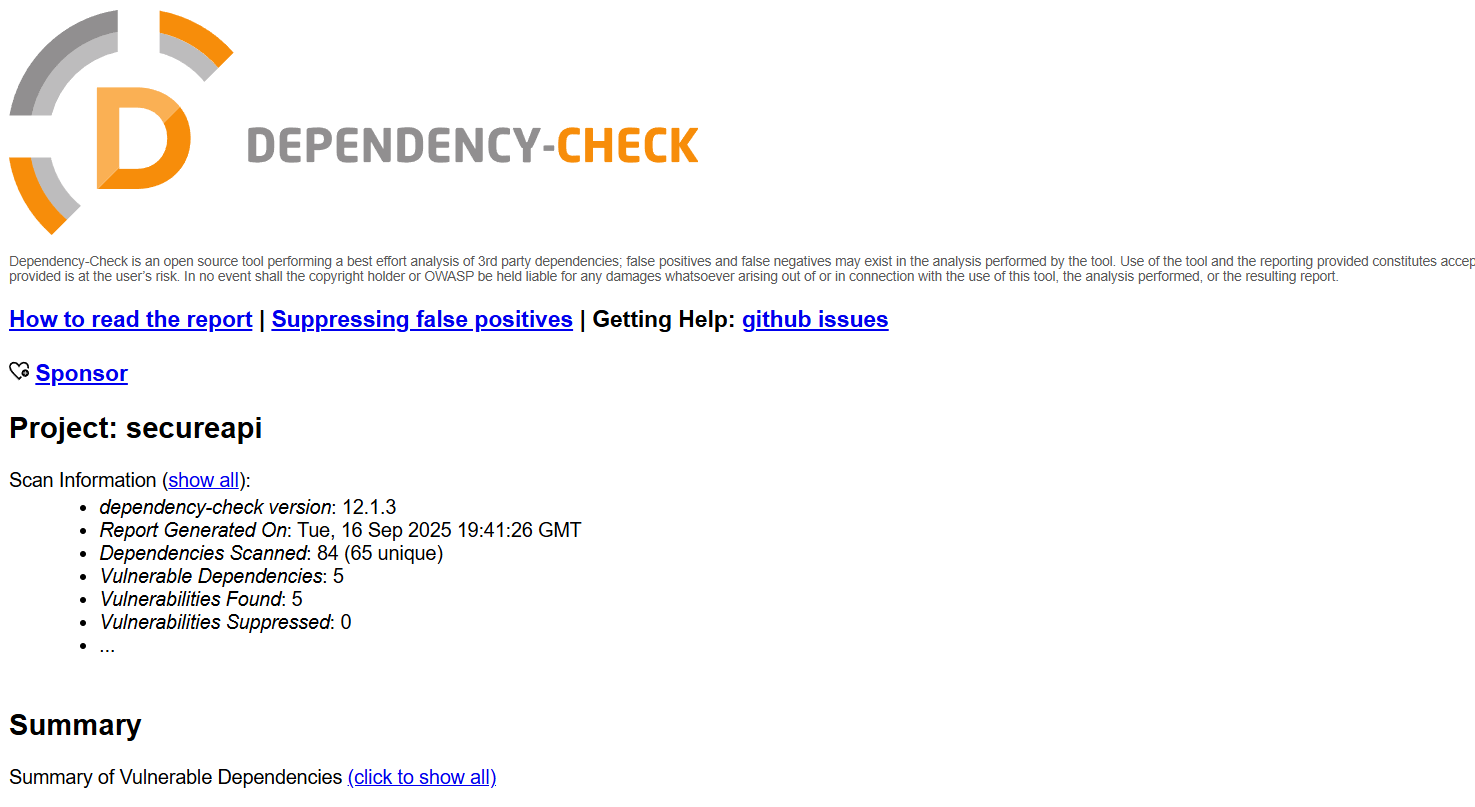 D
DEPENDENCY-CHECK
Dependency-Check is an open source tool performing a best effort analysis of 3rd party dependencies; false positives and false negatives may exist in the analysis performed by the tool. Use of the tool and the reporting provided constitutes accep
provided is at the user’s risk. In no event shall the copyright holder or OWASP be held liable for any damages whatsoever arising out of or in connection with the use of this tool, the analysis performed, or the resulting report.
How to read the report | Suppressing false positives | Getting Help: github issues
Sponsor
Project: secureapi
Scan Information (show all):
• dependency-check version: 12.1.3
• Report Generated On: Tue, 16 Sep 2025 19:41:26 GMT
• Dependencies Scanned: 84 (65 unique)
• Vulnerable Dependencies: 5
• Vulnerabilities Found: 5
• Vulnerabilities Suppressed: 0
• ...
Summary
Summary of Vulnerable Dependencies (click to show all)